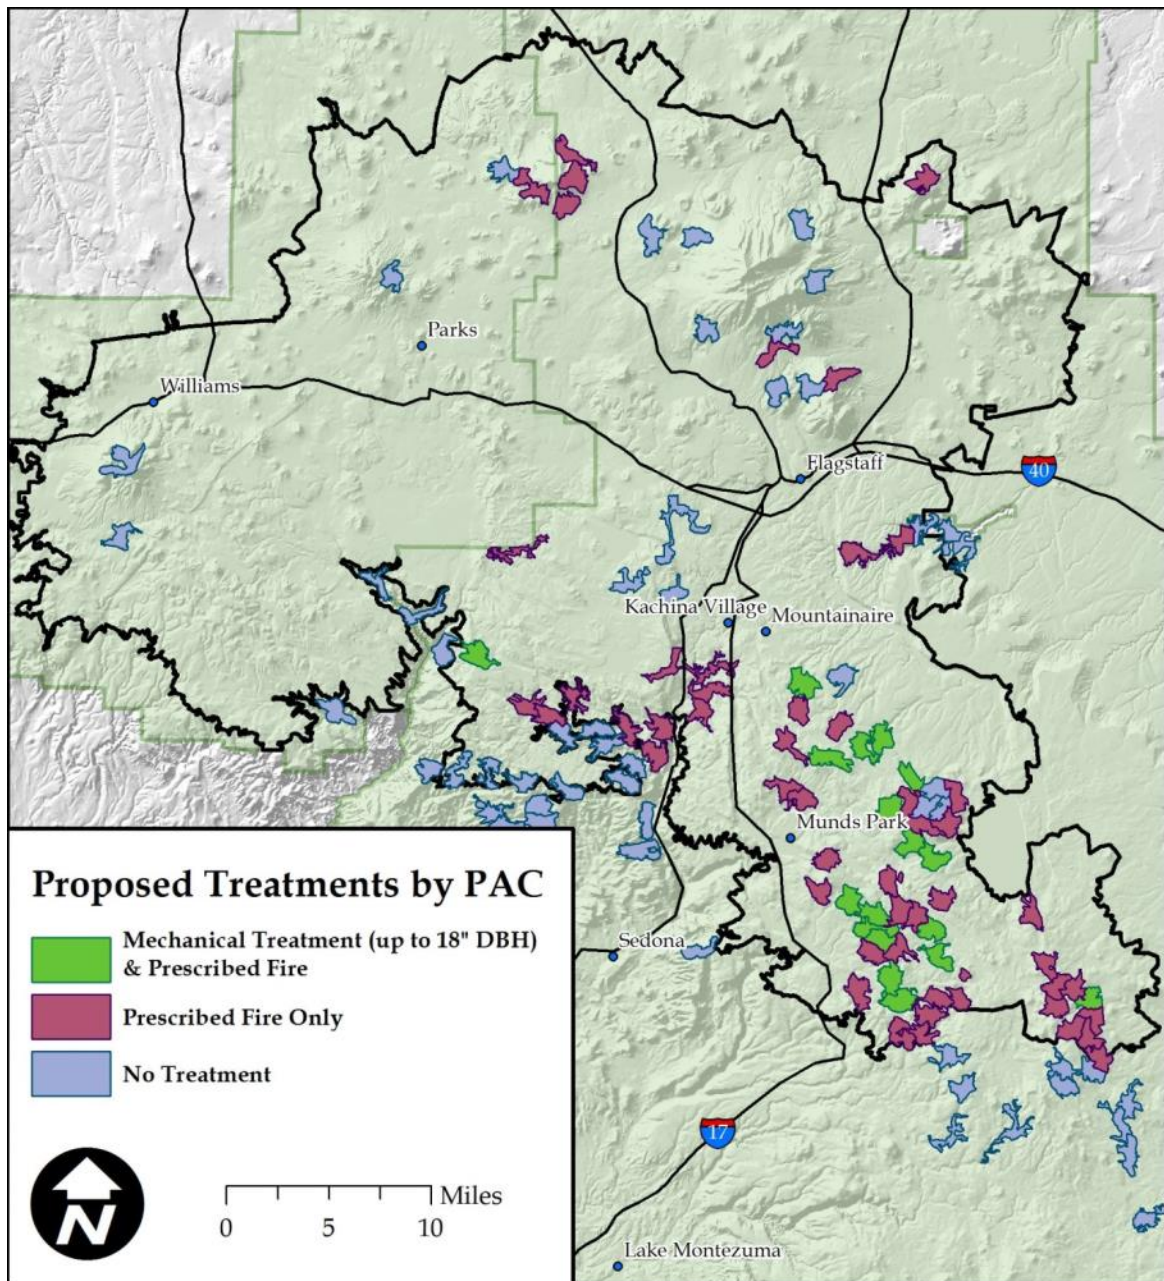 Parks
Williams
Flagstaff
40
Kachina Village
Mountainaire
Munds Park
Sedona
17
Lake Montezuma
Proposed Treatments by PAC
Mechanical Treatment (up to 18" DBH)
& Prescribed Fire
Prescribed Fire Only
No Treatment
N
Miles
0 5 10